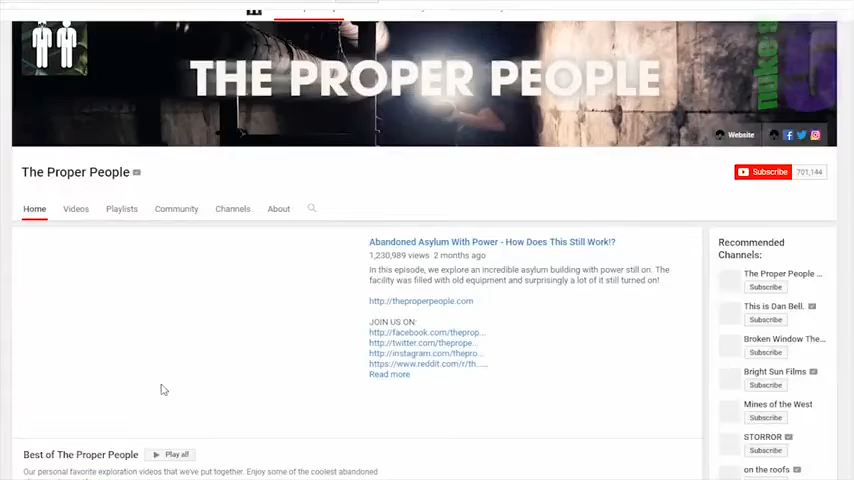 THE PROPER PEOPLE
Website
The Proper People
Subscribe 701,144
Home Videos Playlists Community Channels About
Abandoned Asylum With Power - How Does This Still Work!?
1,230,989 views 2 months ago
In this episode, we explore an incredible asylum building with power still on. The
facility was filled with old equipment and surprisingly a lot of it still turned on!
http://theproperpeople.com
JOIN US ON:
http://facebook.com/theprop...
http://twitter.com/theprope...
http://instagram.com/thepro...
https://www.reddit.com/r/th......
Read more
Recommended
Channels:
The Proper People ...
Subscribe
This is Dan Bell.
Subscribe
Broken Window The...
Subscribe
Bright Sun Films
Subscribe
Mines of the West
Subscribe
STORROR
Subscribe
on the roofs
Best of The Proper People Play all
Our personal favorite exploration videos that we've put together. Enjoy some of the coolest abandoned